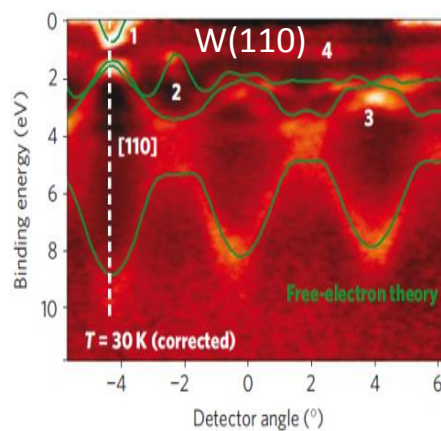 0
1
W(110)
4
2
2
3
[110]
4
Binding energy (eV)
6
8
Free-electron theory
10
T = 30 K (corrected)
−4 −2 0 2 4 6
Detector angle (°)